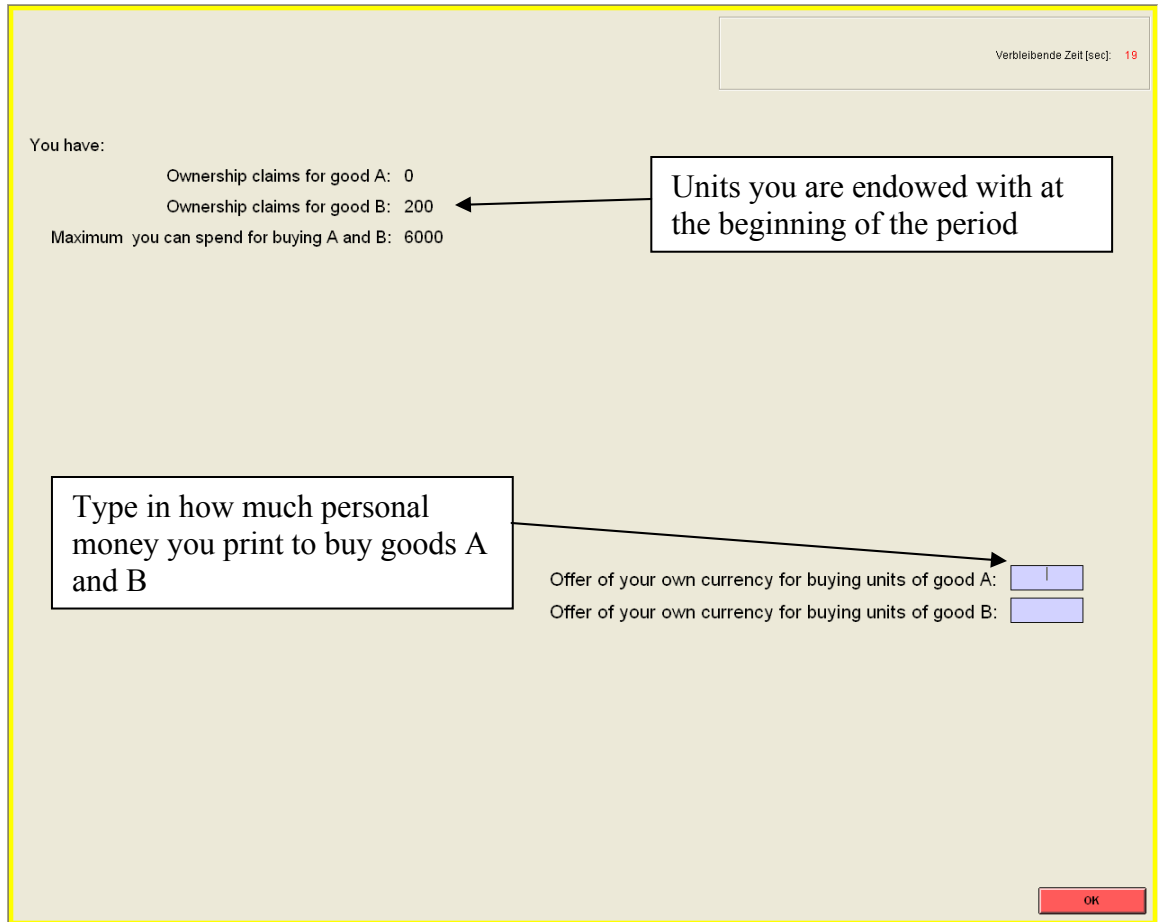 Verbleibende Zeit [sec]: 19
You have:
Ownership claims for good A: 0
Ownership claims for good B: 200
Maximum you can spend for buying A and B: 6000
Units you are endowed with at
the beginning of the period
Type in how much personal
money you print to buy goods A
and B
Offer of your own currency for buying units of good A:
Offer of your own currency for buying units of good B:
OK